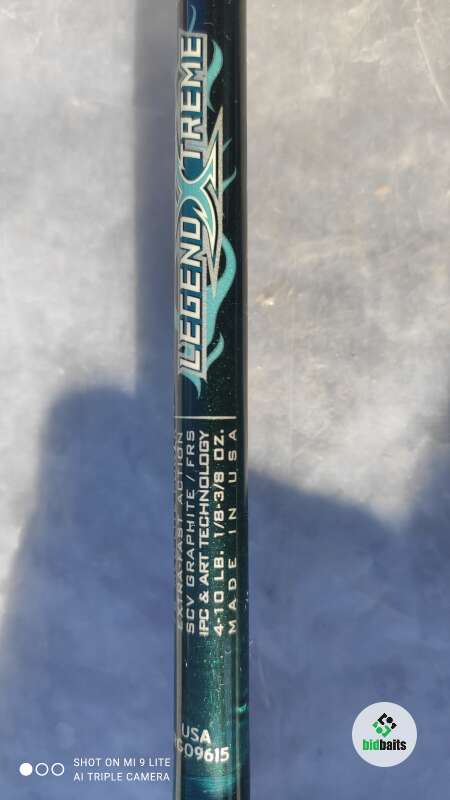 LEGEND XTREME
EXTRA-FAST ACTION
SCV GRAPHITE / FRS
IPC & ART TECHNOLOGY
4-10 LB. 1/8-3/8 OZ.
MADE IN USA
USA
G09615
SHOT ON MI 9 LITE
AI TRIPLE CAMERA
bidbaits